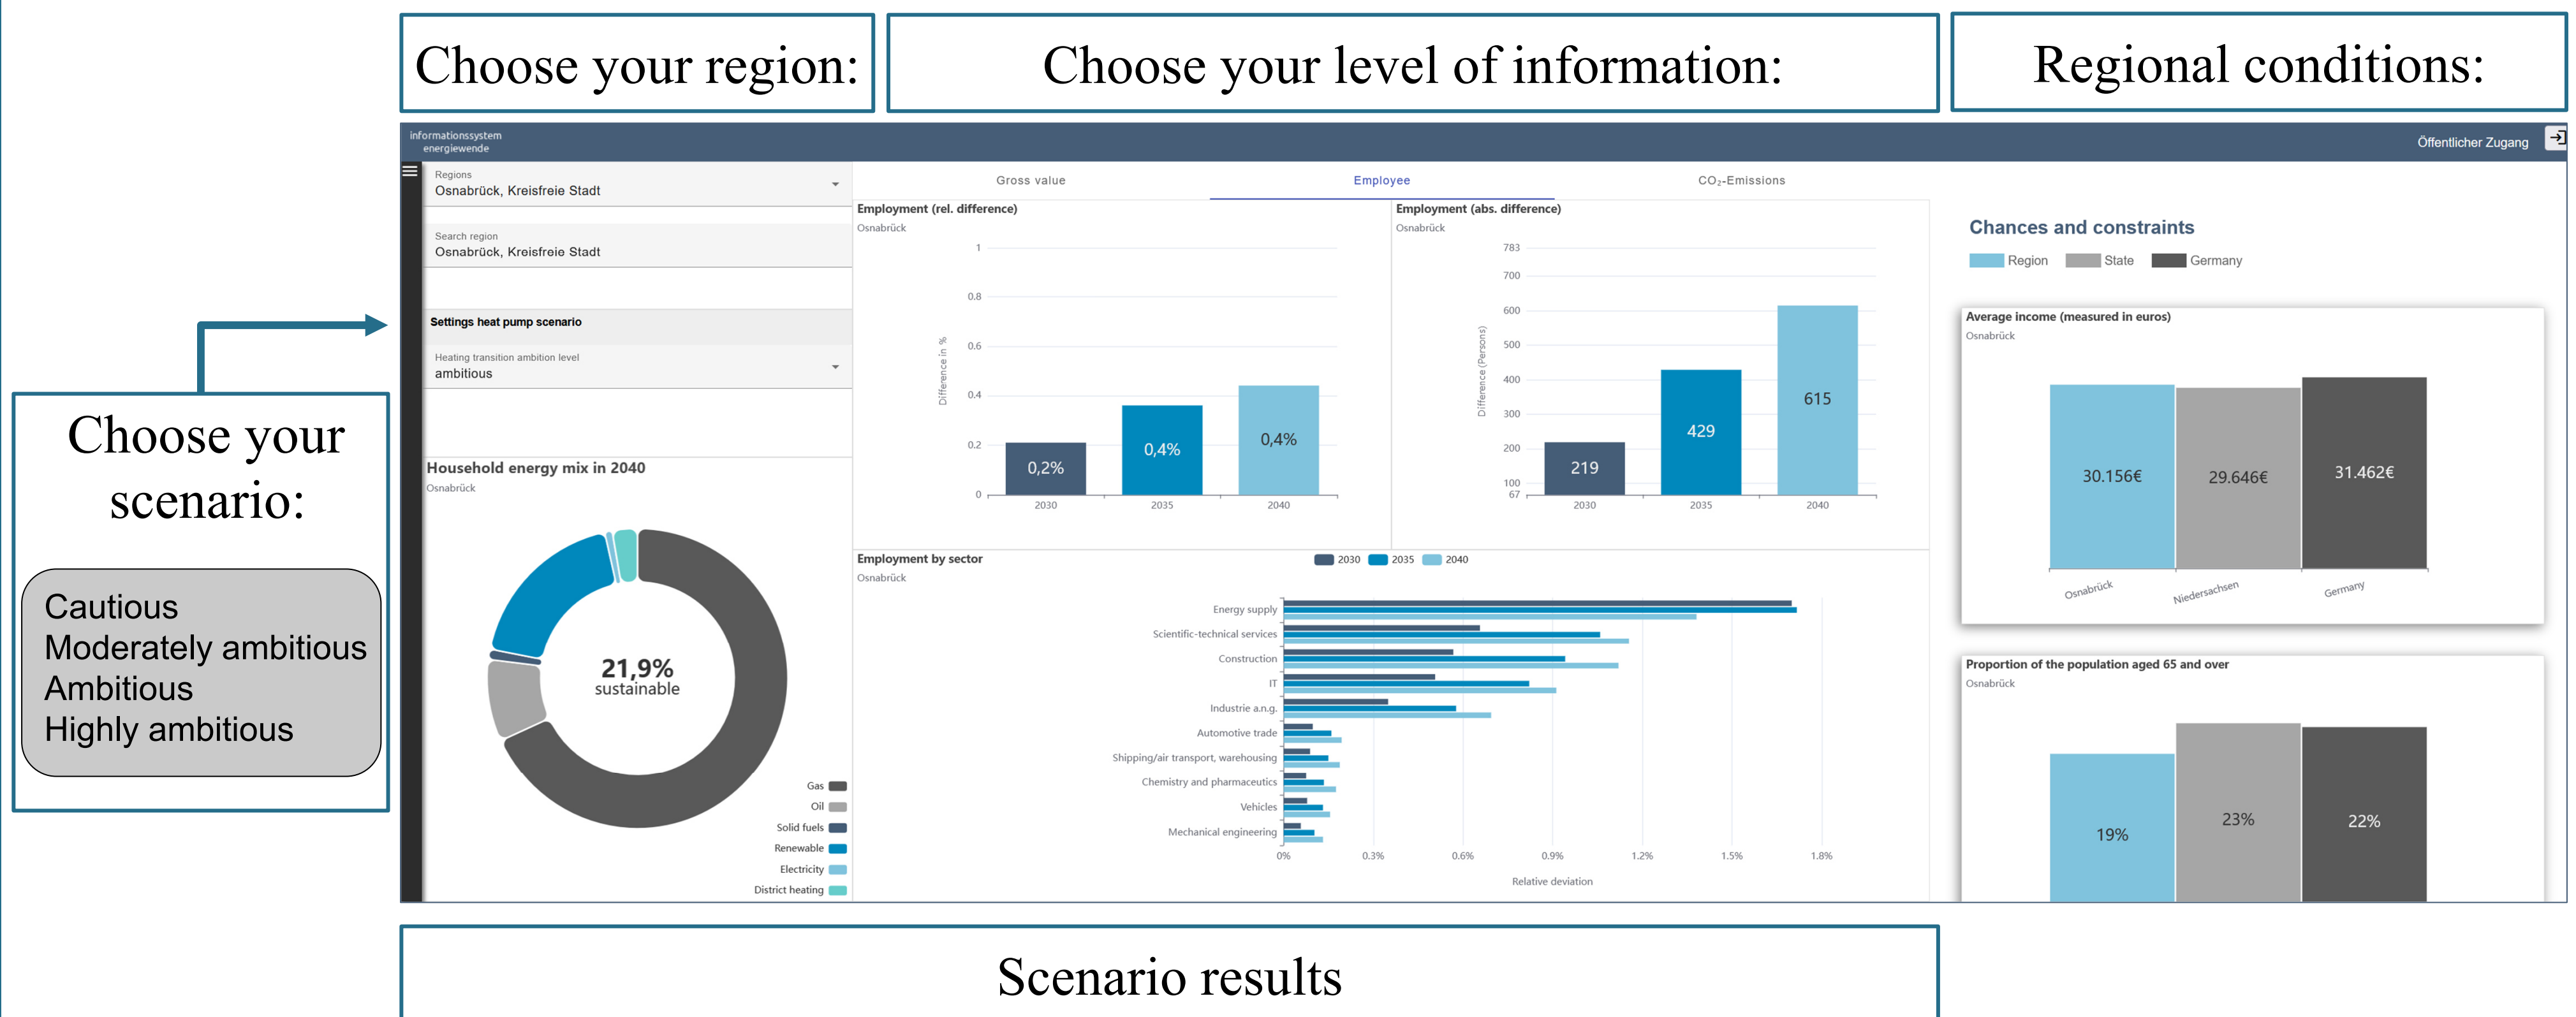 Choose your region:
Choose your level of information:
Regional conditions:
informationssystem
energiewende
Öffentlicher Zugang
Choose your
scenario:
Cautious
Moderately ambitious
Ambitious
Highly ambitious
Regions
Osnabrück, Kreisfreie Stadt
Search region
Osnabrück, Kreisfreie Stadt
Settings heat pump scenario
Heating transition ambition level
ambitious
Household energy mix in 2040
Osnabrück
21,9%
sustainable
Gas
Oil
Solid fuels
Renewable
Electricity
District heating
Gross value
Employee
CO₂-Emissions
Employment (rel. difference)
Osnabrück
Difference in %
1
0.8
0.6
0.4
0.2
0
0,2%
0,4%
0,4%
2030
2035
2040
Employment (abs. difference)
Osnabrück
Difference (Persons)
783
700
600
500
400
300
200
100
67
219
429
615
2030
2035
2040
Employment by sector
Osnabrück
2030
2035
2040
Energy supply
Scientific-technical services
Construction
IT
Industrie a.n.g.
Automotive trade
Shipping/air transport, warehousing
Chemistry and pharmaceutics
Vehicles
Mechanical engineering
0%
0.3%
0.6%
0.9%
1.2%
1.5%
1.8%
Relative deviation
Chances and constraints
Region
State
Germany
Average income (measured in euros)
Osnabrück
30.156€
29.646€
31.462€
Osnabrück
Niedersachsen
Germany
Proportion of the population aged 65 and over
Osnabrück
19%
23%
22%
Scenario results